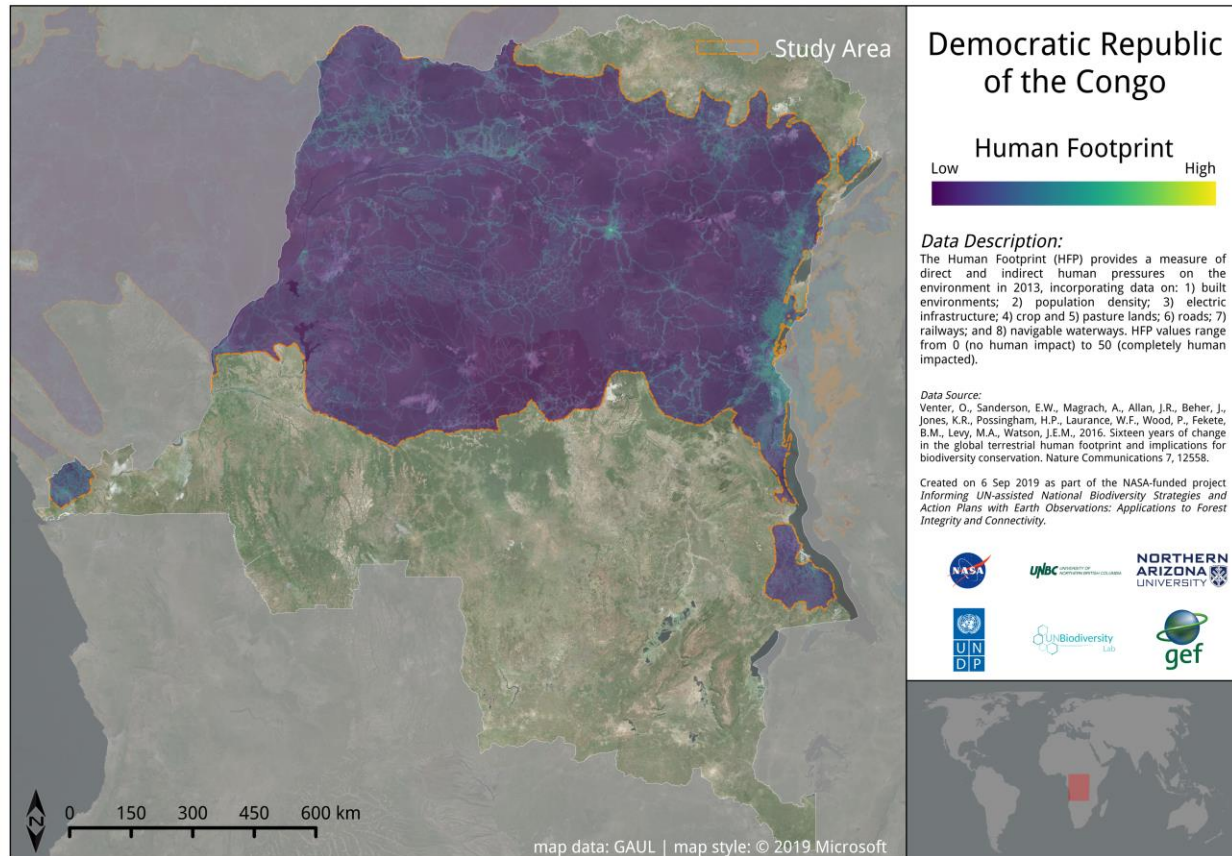 Study Area
N
0 150 300 450 600 km
map data: GAUL | map style: © 2019 Microsoft
Democratic Republic
of the Congo
Human Footprint
Low High
Data Description:
The Human Footprint (HFP) provides a measure of
direct and indirect human pressures on the
environment in 2013, incorporating data on: 1) built
environments; 2) population density; 3) electric
infrastructure; 4) crop and 5) pasture lands; 6) roads; 7)
railways; and 8) navigable waterways. HFP values range
from 0 (no human impact) to 50 (completely human
impacted).
Data Source:
Venter, O., Sanderson, E.W., Magrach, A., Allan, J.R., Beher, J.,
Jones, K.R., Possingham, H.P., Laurance, W.F., Wood, P., Fekete,
B.M., Levy, M.A., Watson, J.E.M., 2016. Sixteen years of change
in the global terrestrial human footprint and implications for
biodiversity conservation. Nature Communications 7, 12558.
Created on 6 Sep 2019 as part of the NASA-funded project
Informing UN-assisted National Biodiversity Strategies and
Action Plans with Earth Observations: Applications to Forest
Integrity and Connectivity.
NASA
UNBC UNIVERSITY OF
NORTHERN BRITISH COLUMBIA
NORTHERN
ARIZONA
UNIVERSITY
U N
D P
UNBiodiversity
Lab
gef